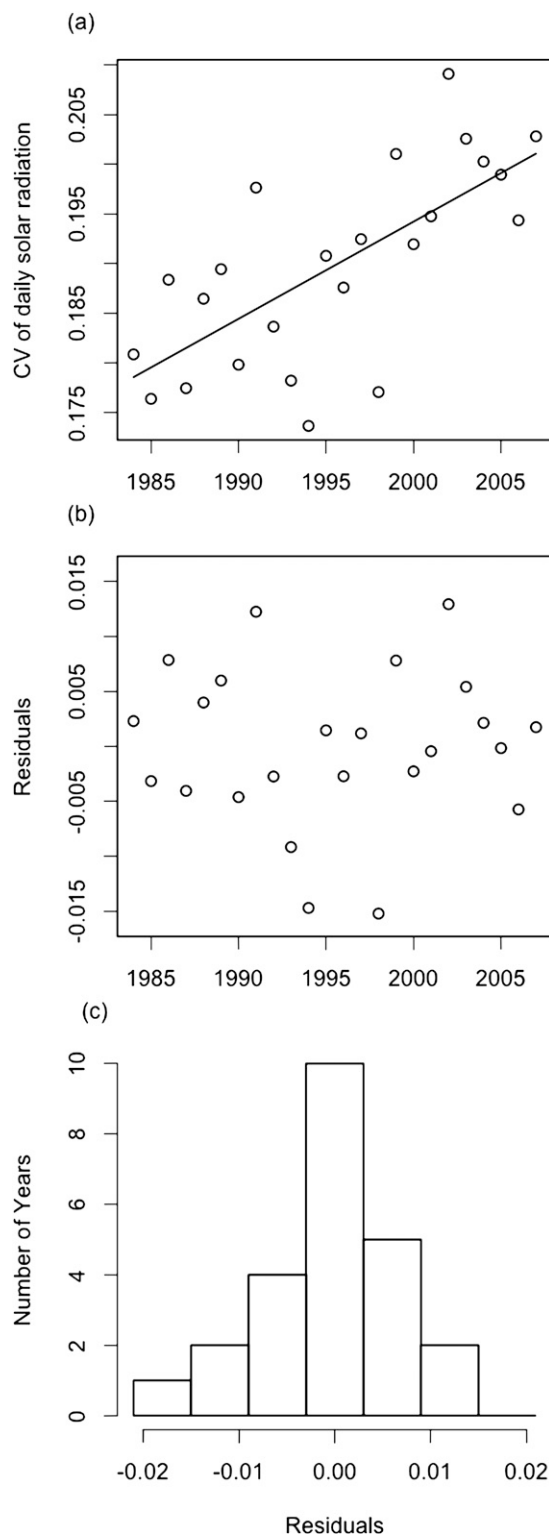 (a)
CV of daily solar radiation
0.205
0.195
0.185
0.175
1985 1990 1995 2000 2005
(b)
Residuals
0.015
0.005
-0.005
-0.015
1985 1990 1995 2000 2005
(c)
Number of Years
10
8
6
4
2
0
-0.02 -0.01 0.00 0.01 0.02
Residuals